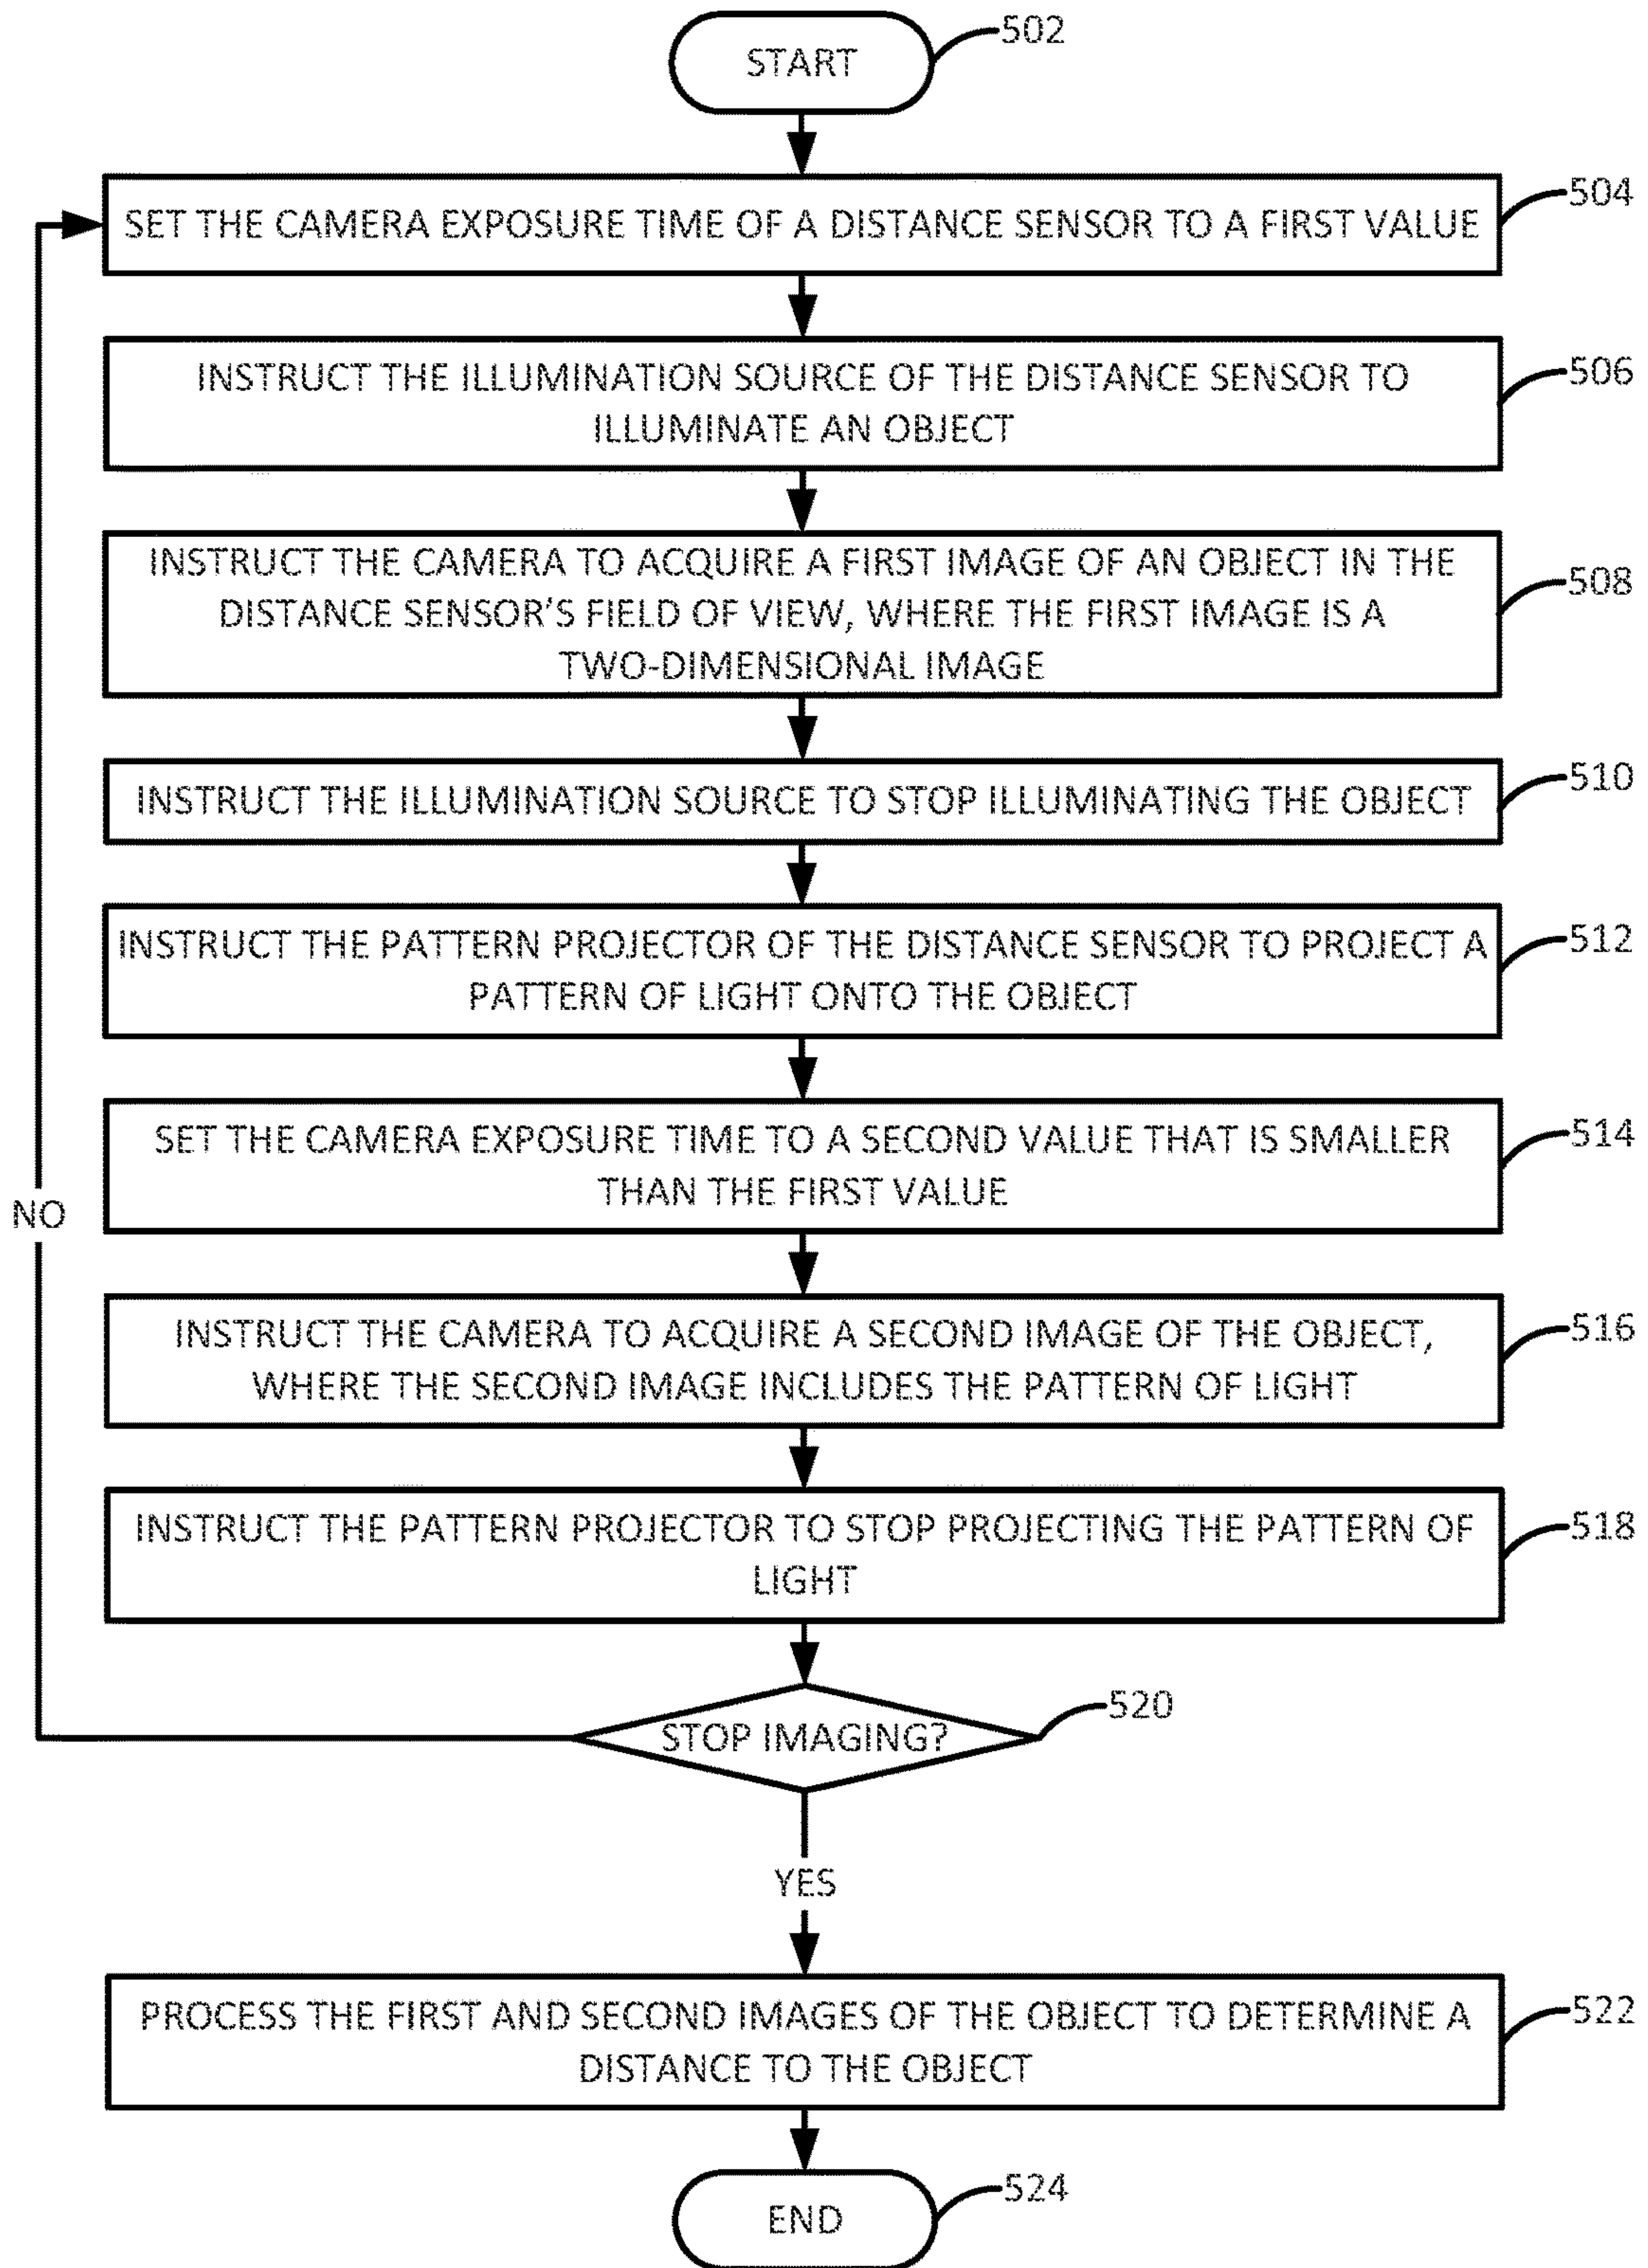 START
502
SET THE CAMERA EXPOSURE TIME OF A DISTANCE SENSOR TO A FIRST VALUE
504
INSTRUCT THE ILLUMINATION SOURCE OF THE DISTANCE SENSOR TO
ILLUMINATE AN OBJECT
506
INSTRUCT THE CAMERA TO ACQUIRE A FIRST IMAGE OF AN OBJECT IN THE
DISTANCE SENSOR'S FIELD OF VIEW, WHERE THE FIRST IMAGE IS A
TWO-DIMENSIONAL IMAGE
508
INSTRUCT THE ILLUMINATION SOURCE TO STOP ILLUMINATING THE OBJECT
510
INSTRUCT THE PATTERN PROJECTOR OF THE DISTANCE SENSOR TO PROJECT A
PATTERN OF LIGHT ONTO THE OBJECT
512
SET THE CAMERA EXPOSURE TIME TO A SECOND VALUE THAT IS SMALLER
THAN THE FIRST VALUE
514
NO
INSTRUCT THE CAMERA TO ACQUIRE A SECOND IMAGE OF THE OBJECT,
WHERE THE SECOND IMAGE INCLUDES THE PATTERN OF LIGHT
516
INSTRUCT THE PATTERN PROJECTOR TO STOP PROJECTING THE PATTERN OF
LIGHT
518
STOP IMAGING?
520
YES
PROCESS THE FIRST AND SECOND IMAGES OF THE OBJECT TO DETERMINE A
DISTANCE TO THE OBJECT
522
END
524